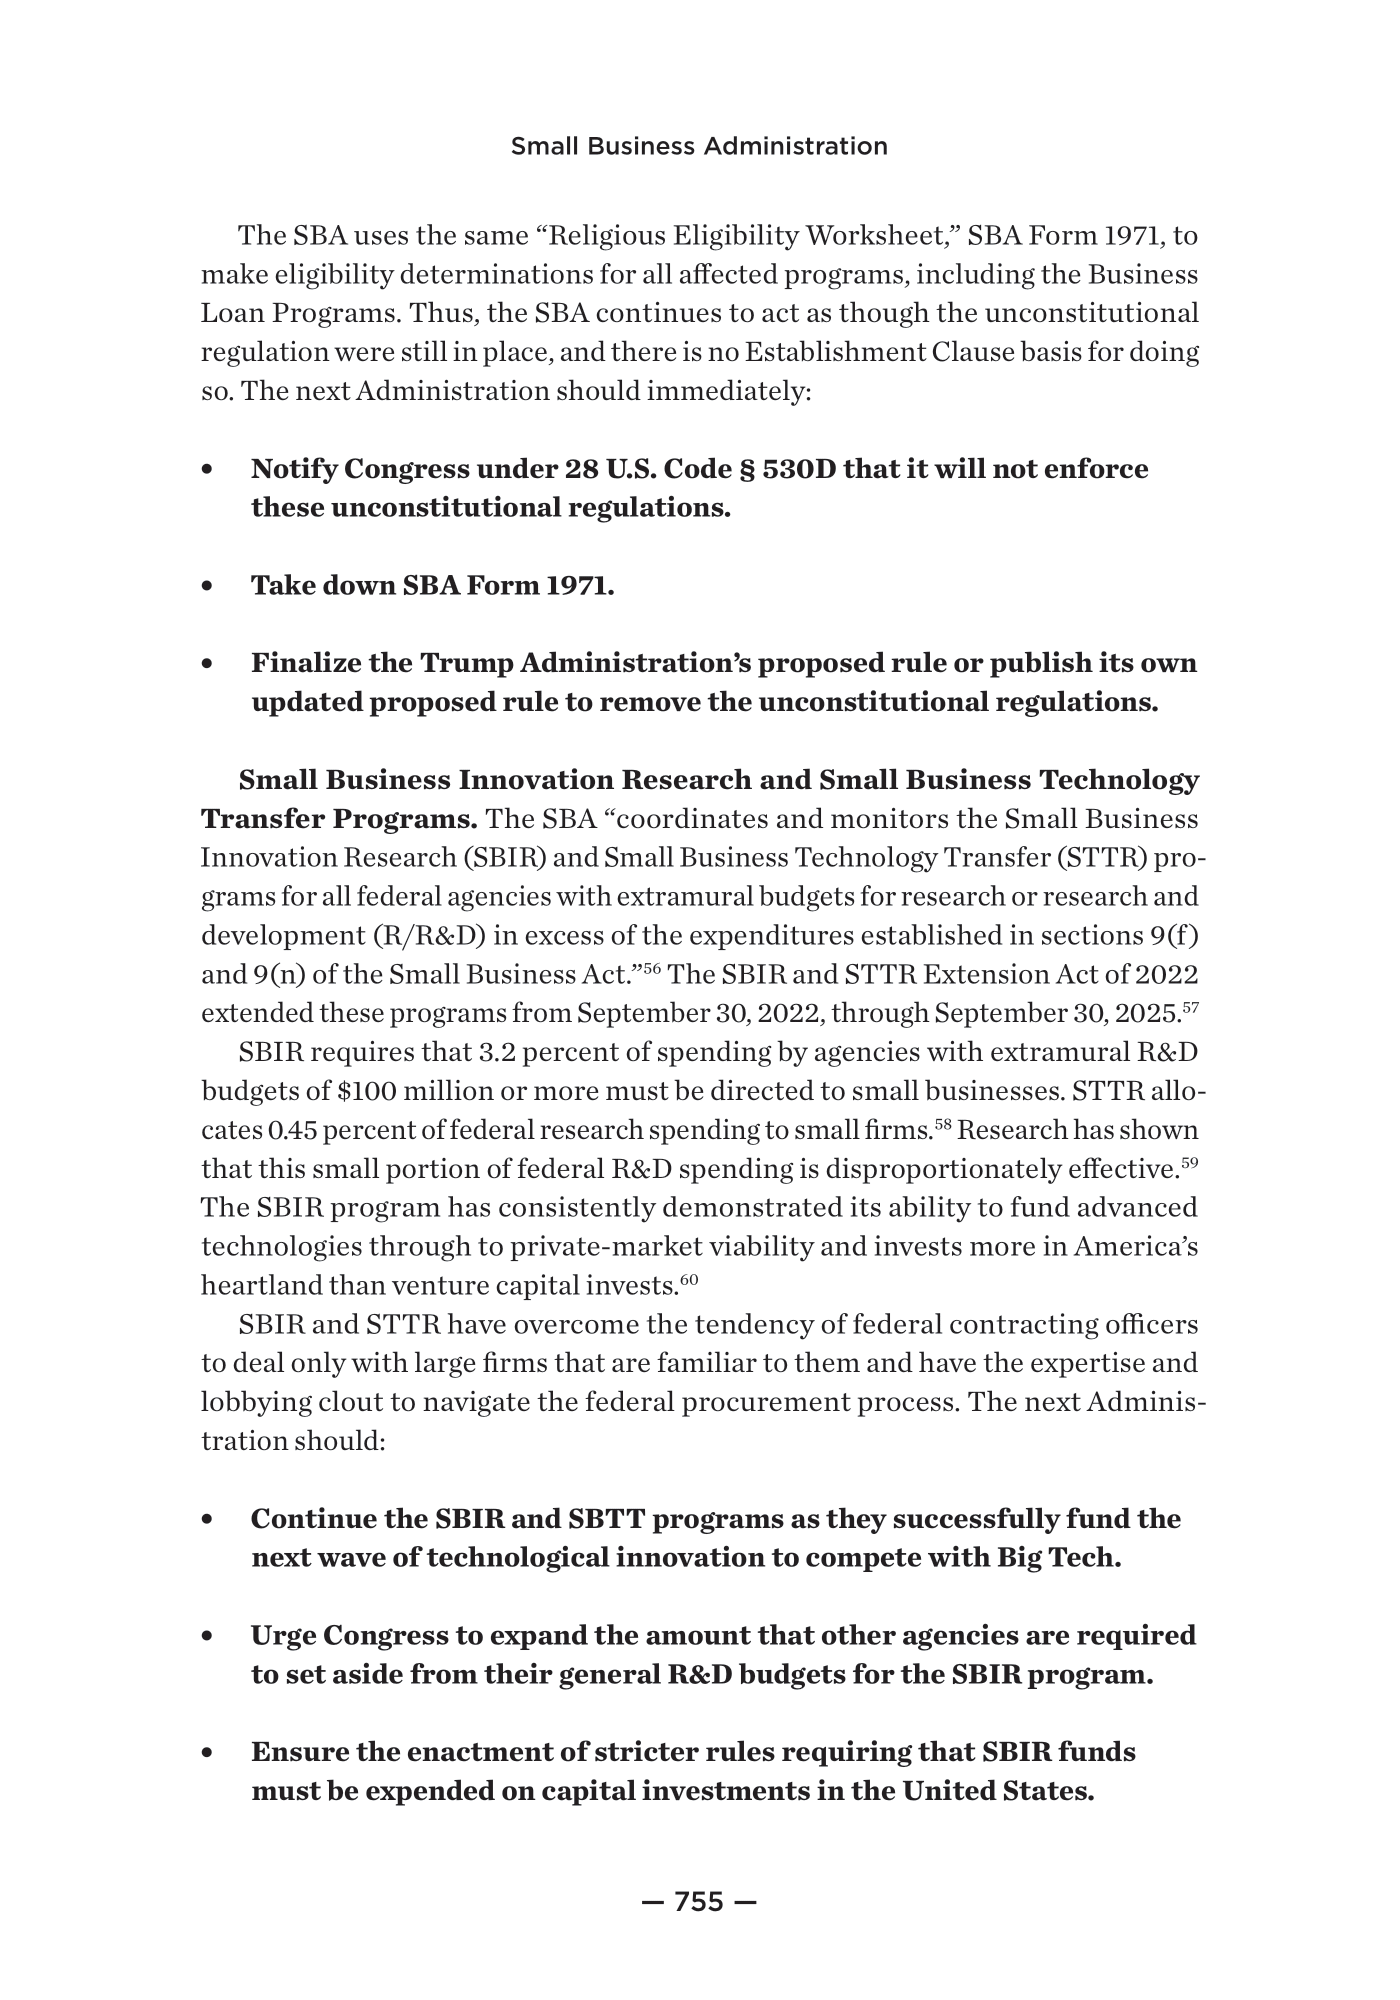 Small Business Administration
The SBA uses the same “Religious Eligibility Worksheet,” SBA Form 1971, to
make eligibility determinations for all affected programs, including the Business
Loan Programs. Thus, the SBA continues to act as though the unconstitutional
regulation were still in place, and there is no Establishment Clause basis for doing
so. The next Administration should immediately:
• Notify Congress under 28 U.S. Code § 530D that it will not enforce
these unconstitutional regulations.
• Take down SBA Form 1971.
• Finalize the Trump Administration’s proposed rule or publish its own
updated proposed rule to remove the unconstitutional regulations.
Small Business Innovation Research and Small Business Technology
Transfer Programs. The SBA “coordinates and monitors the Small Business
Innovation Research (SBIR) and Small Business Technology Transfer (STTR) pro-
grams for all federal agencies with extramural budgets for research or research and
development (R/R&D) in excess of the expenditures established in sections 9(f)
and 9(n) of the Small Business Act.”56 The SBIR and STTR Extension Act of 2022
extended these programs from September 30, 2022, through September 30, 2025.57
SBIR requires that 3.2 percent of spending by agencies with extramural R&D
budgets of $100 million or more must be directed to small businesses. STTR allo-
cates 0.45 percent of federal research spending to small firms.58 Research has shown
that this small portion of federal R&D spending is disproportionately effective.59
The SBIR program has consistently demonstrated its ability to fund advanced
technologies through to private-market viability and invests more in America’s
heartland than venture capital invests.60
SBIR and STTR have overcome the tendency of federal contracting officers
to deal only with large firms that are familiar to them and have the expertise and
lobbying clout to navigate the federal procurement process. The next Adminis-
tration should:
• Continue the SBIR and SBTT programs as they successfully fund the
next wave of technological innovation to compete with Big Tech.
• Urge Congress to expand the amount that other agencies are required
to set aside from their general R&D budgets for the SBIR program.
• Ensure the enactment of stricter rules requiring that SBIR funds
must be expended on capital investments in the United States.
— 755 —